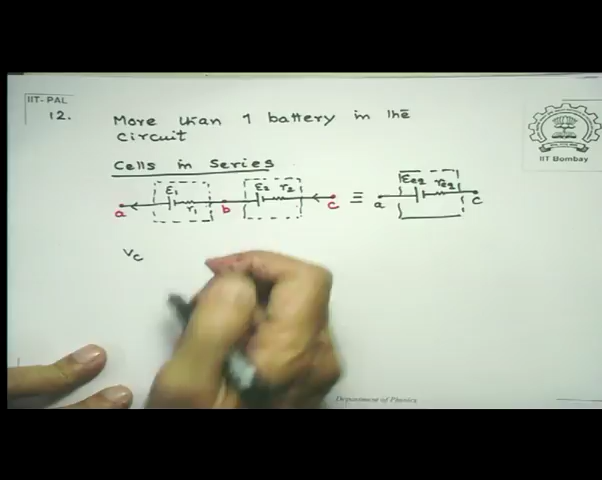 IIT-PAL
12.
More than 1 battery in the
circuit
Cells in Series
E1 r1 E2 r2 Eeq req
a b c ≡ a c
Vc
IIT Bombay
Department of Physics